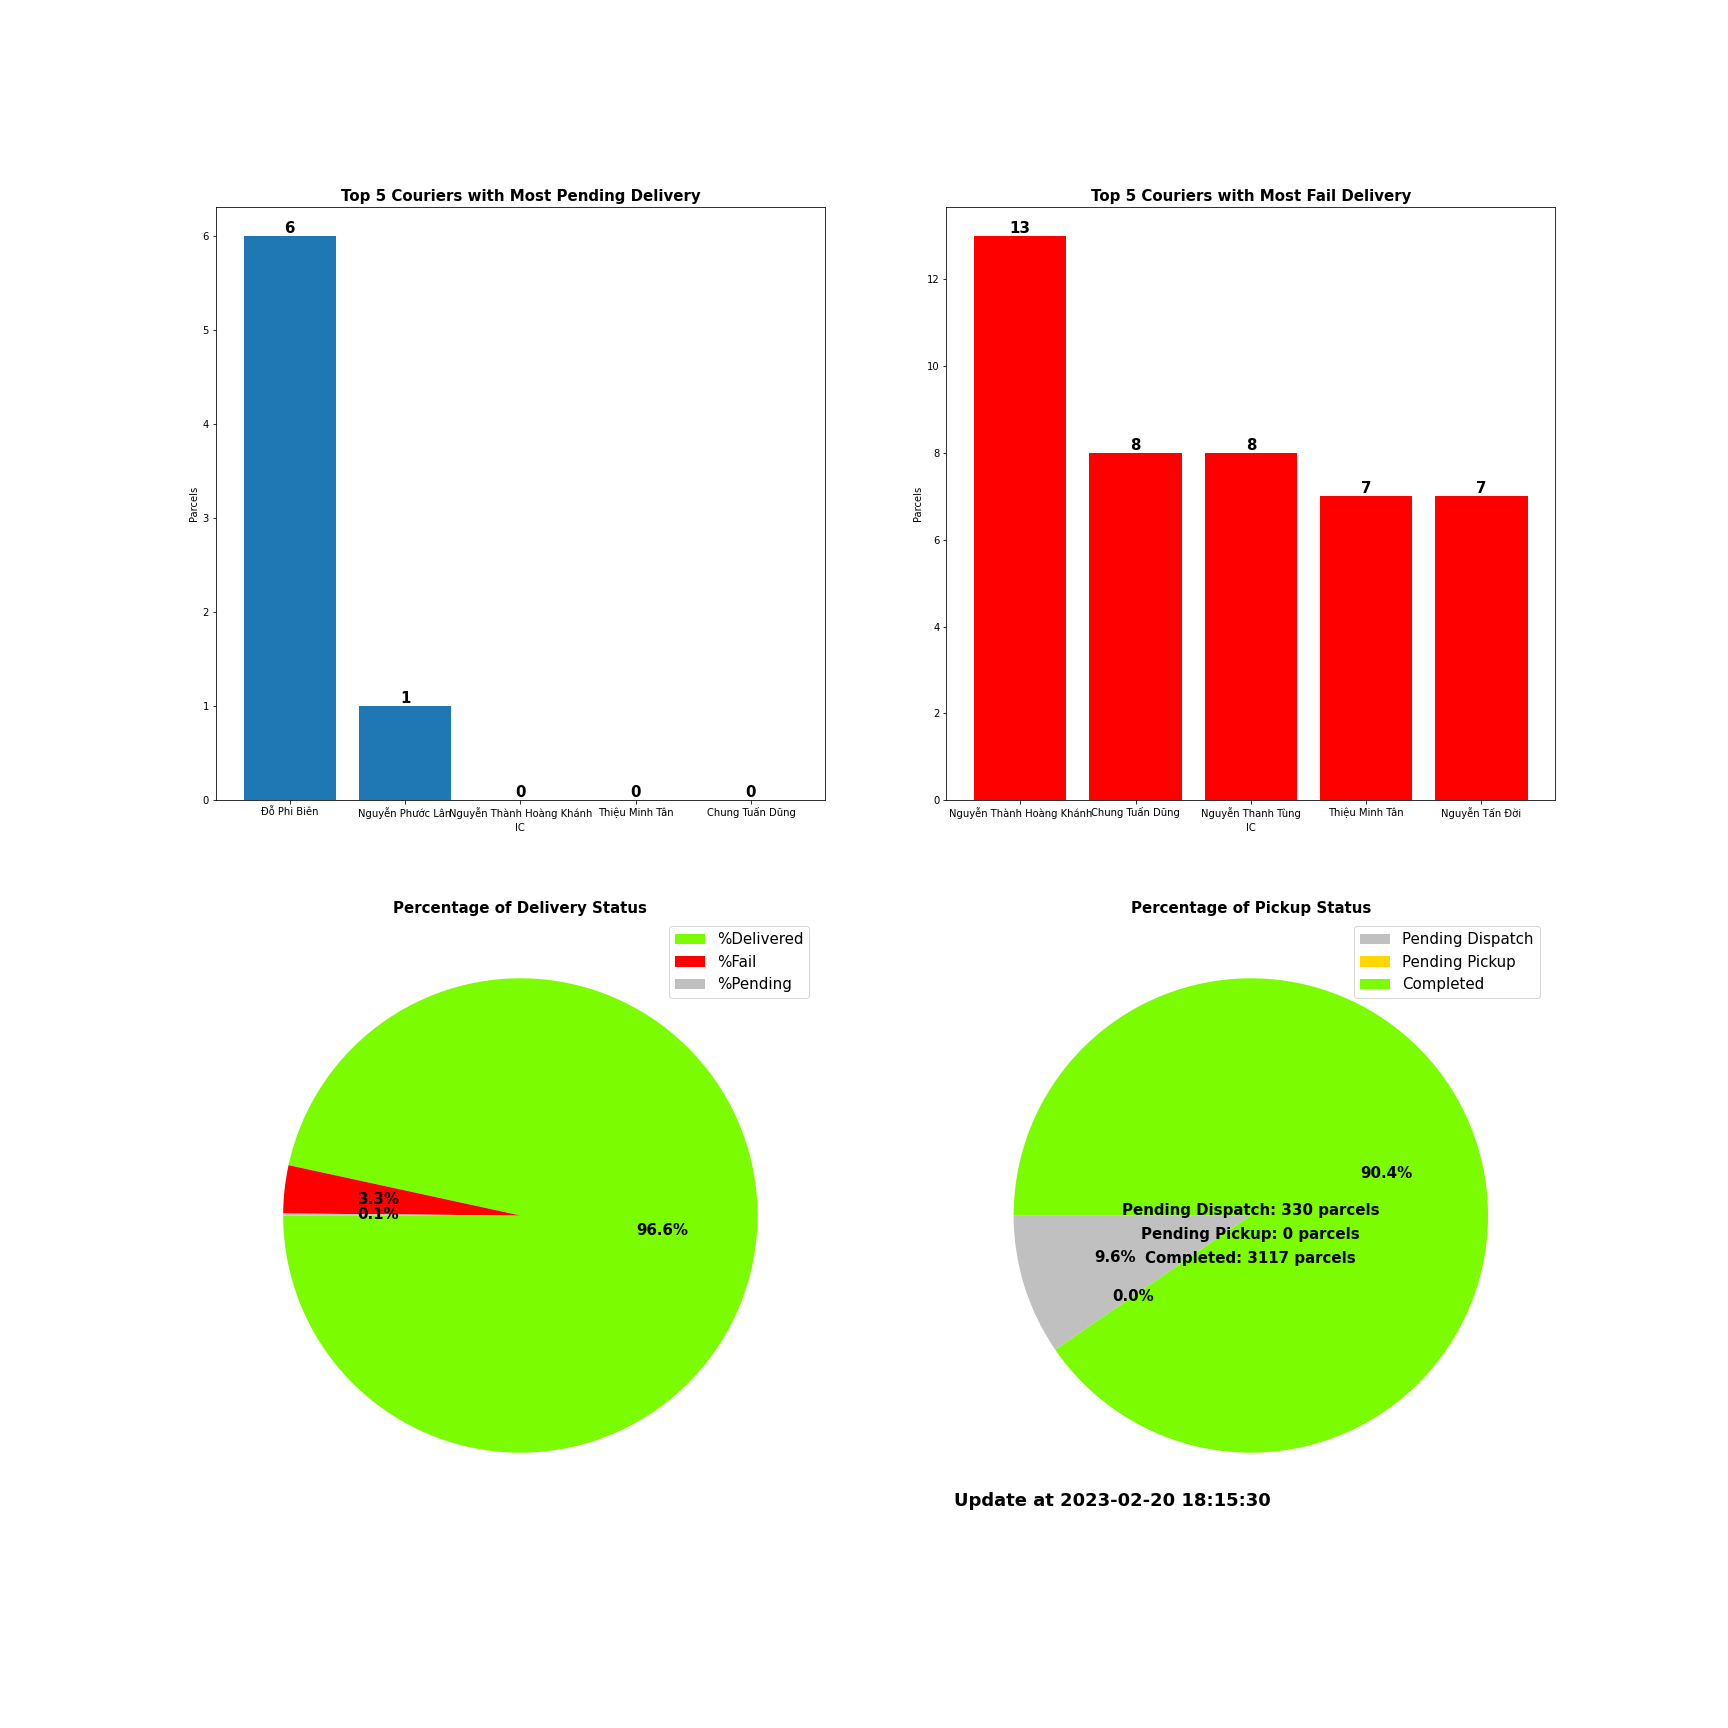 Top 5 Couriers with Most Pending Delivery
6
1
0
0
0
6
5
4
3
2
1
0
Parcels
Đỗ Phi Biên
Nguyễn Phước Lân
Nguyễn Thành Hoàng Khánh
Thiệu Minh Tân
Chung Tuấn Dũng
IC
Top 5 Couriers with Most Fail Delivery
13
8
8
7
7
12
10
8
6
4
2
0
Parcels
Nguyễn Thành Hoàng Khánh
Chung Tuấn Dũng
Nguyễn Thanh Tùng
Thiệu Minh Tân
Nguyễn Tấn Đời
IC
Percentage of Delivery Status
%Delivered
%Fail
%Pending
3.3%
0.1%
96.6%
Percentage of Pickup Status
Pending Dispatch
Pending Pickup
Completed
90.4%
Pending Dispatch: 330 parcels
Pending Pickup: 0 parcels
9.6%
Completed: 3117 parcels
0.0%
Update at 2023-02-20 18:15:30